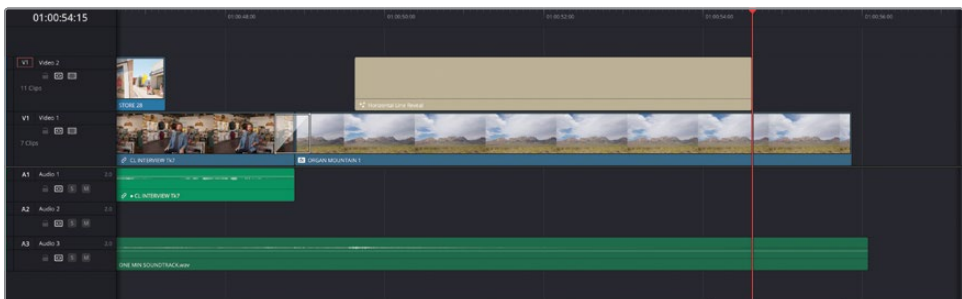 01:00:54:15
01:00:48:00
01:00:50:00
01:00:52:00
01:00:54:00
01:00:56:00
V1 Video 2
11 Clips
STORE 28
Horizontal Line Reveal
V1 Video 1
7 Clips
CL INTERVIEW TK7
ORGAN MOUNTAIN 1
A1 Audio 1 2.0
S M
• CL INTERVIEW TK7
A2 Audio 2 2.0
S M
A3 Audio 3 2.0
S M
ONE MIN SOUNDTRACK.wav